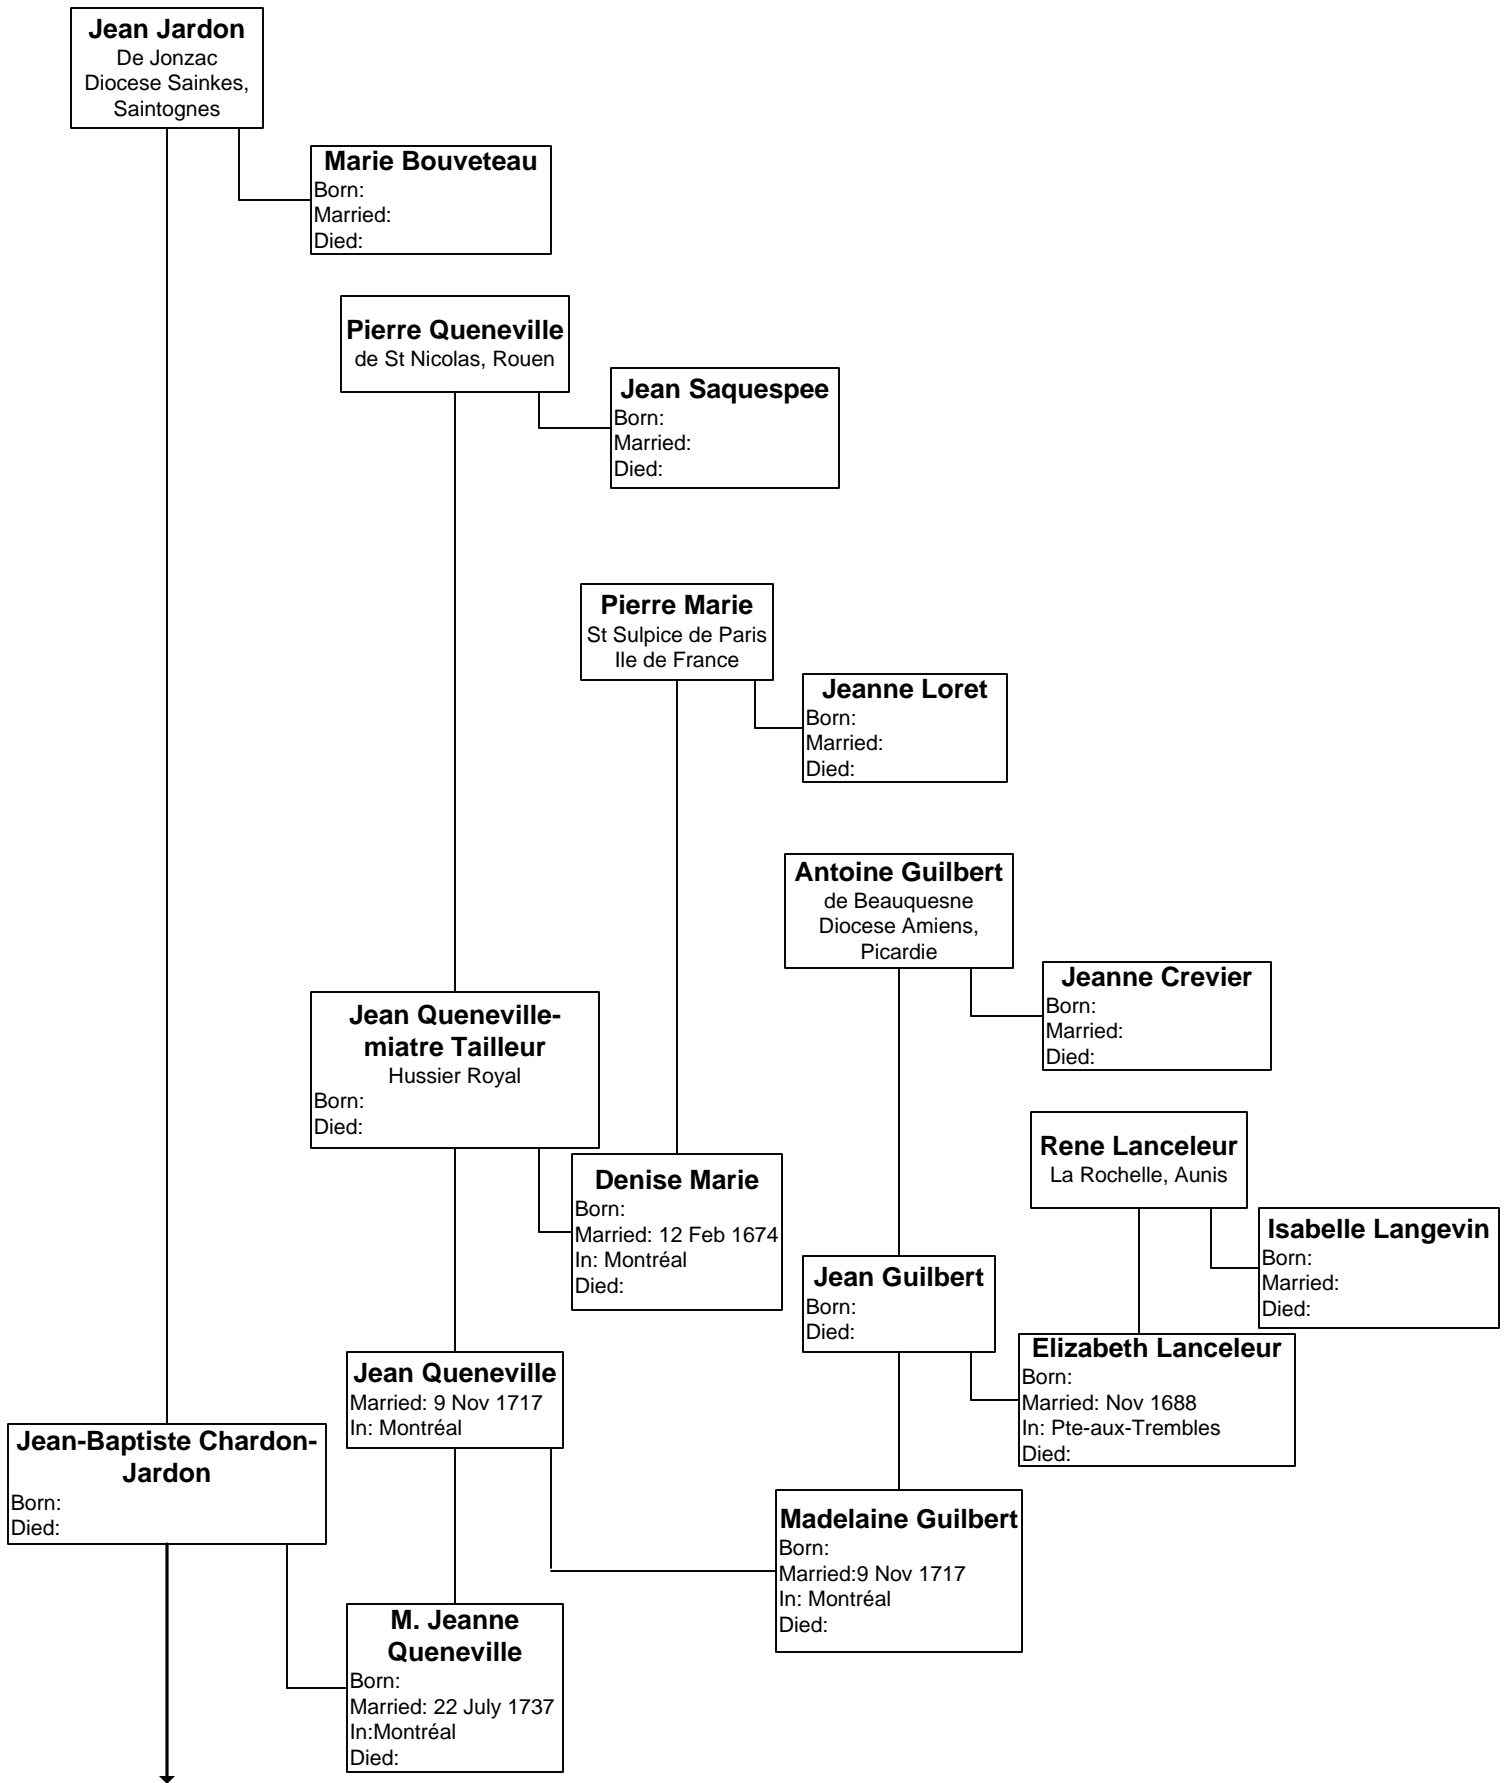 Jean Jardon
De Jonzac
Diocese Sainkes,
Saintognes
Marie Bouveteau
Born:
Married:
Died:
Pierre Queneville
de St Nicolas, Rouen
Jean Saquespee
Born:
Married:
Died:
Pierre Marie
St Sulpice de Paris
Ile de France
Jeanne Loret
Born:
Married:
Died:
Antoine Guilbert
de Beauquesne
Diocese Amiens,
Picardie
Jeanne Crevier
Born:
Married:
Died:
Jean Queneville-
miatre Tailleur
Hussier Royal
Born:
Died:
Rene Lanceleur
La Rochelle, Aunis
Denise Marie
Born:
Married: 12 Feb 1674
In: Montréal
Died:
Isabelle Langevin
Born:
Married:
Died:
Jean Guilbert
Born:
Died:
Elizabeth Lanceleur
Born:
Married: Nov 1688
In: Pte-aux-Trembles
Died:
Jean Queneville
Married: 9 Nov 1717
In: Montréal
Jean-Baptiste Chardon-
Jardon
Born:
Died:
Madelaine Guilbert
Born:
Married:9 Nov 1717
In: Montréal
Died:
M. Jeanne
Queneville
Born:
Married: 22 July 1737
In:Montréal
Died: